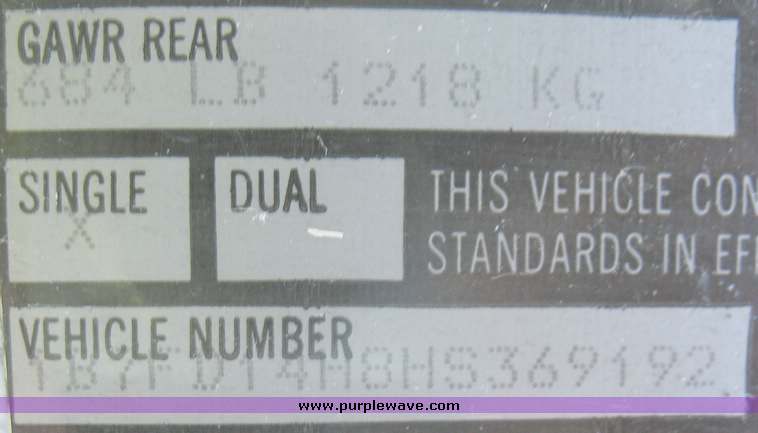 GAWR REAR
684 LB 1218 KG
SINGLE
X
DUAL
THIS VEHICLE CON
STANDARDS IN EFF
VEHICLE NUMBER
1B7FD14H8HS369192
www.purplewave.com